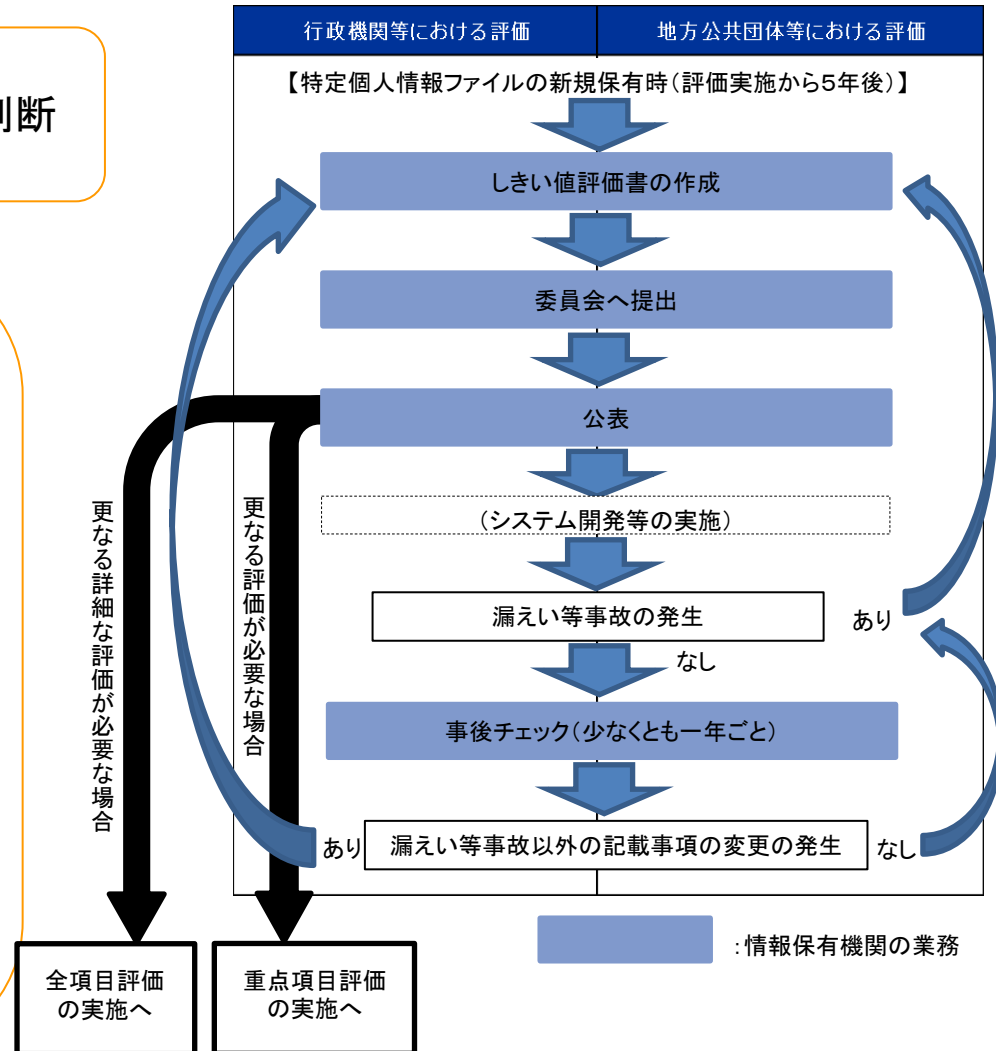 行政機関等における評価
地方公共団体等における評価
判断
【特定個人情報ファイルの新規保有時(評価実施から5年後)】
しきい値評価書の作成
委員会へ提出
公表
(システム開発等の実施)
漏えい等事故の発生
あり
なし
事後チェック(少なくとも一年ごと)
あり
漏えい等事故以外の記載事項の変更の発生
なし
更なる詳細な評価が必要な場合
更なる評価が必要な場合
:情報保有機関の業務
全項目評価
の実施へ
重点項目評価
の実施へ